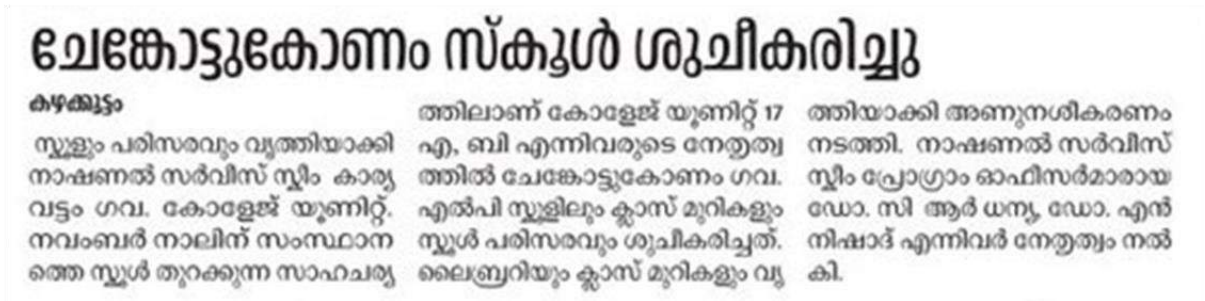 ചേങ്കോട്ടുകോണം സ്കൂൾ ശുചീകരിച്ചു
കഴക്കൂട്ടം
സ്കൂളും പരിസരവും വൃത്തിയാക്കി
നാഷണൽ സർവീസ് സ്കീം കാര്യ
വട്ടം ഗവ. കോളേജ് യൂണിറ്റ്.
നവംബർ നാലിന് സംസ്ഥാന
ത്തെ സ്കൂൾ തുറക്കുന്ന സാഹചര്യ
ത്തിലാണ് കോളേജ് യൂണിറ്റ് 17
എ, ബി എന്നിവരുടെ നേതൃത്വ
ത്തിൽ ചേങ്കോട്ടുകോണം ഗവ.
എൽപി സ്കൂളിലും ക്ലാസ് മുറികളും
സ്കൂൾ പരിസരവും ശുചീകരിച്ചത്.
ലൈബ്രറിയും ക്ലാസ് മുറികളും വൃ
ത്തിയാക്കി അണുനശീകരണം
നടത്തി. നാഷണൽ സർവീസ്
സ്കീം പ്രോഗ്രാം ഓഫീസർമാരായ
ഡോ. സി ആർ ധന്യ, ഡോ. എൻ
നിഷാദ് എന്നിവർ നേതൃത്വം നൽ
കി.